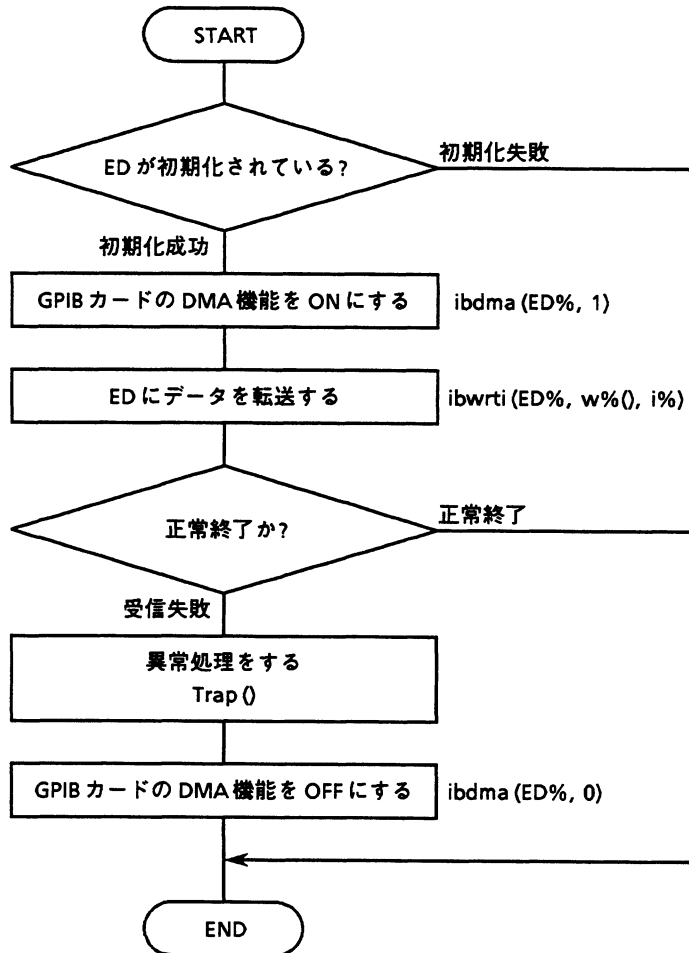 START
EDが初期化されている?
初期化失敗
初期化成功
GPIBカードのDMA機能をONにする
ibdma (ED%, 1)
EDにデータを転送する
ibwrti (ED%, w%(), i%)
正常終了か?
正常終了
受信失敗
異常処理をする
Trap ()
GPIBカードのDMA機能をOFFにする
ibdma (ED%, 0)
END